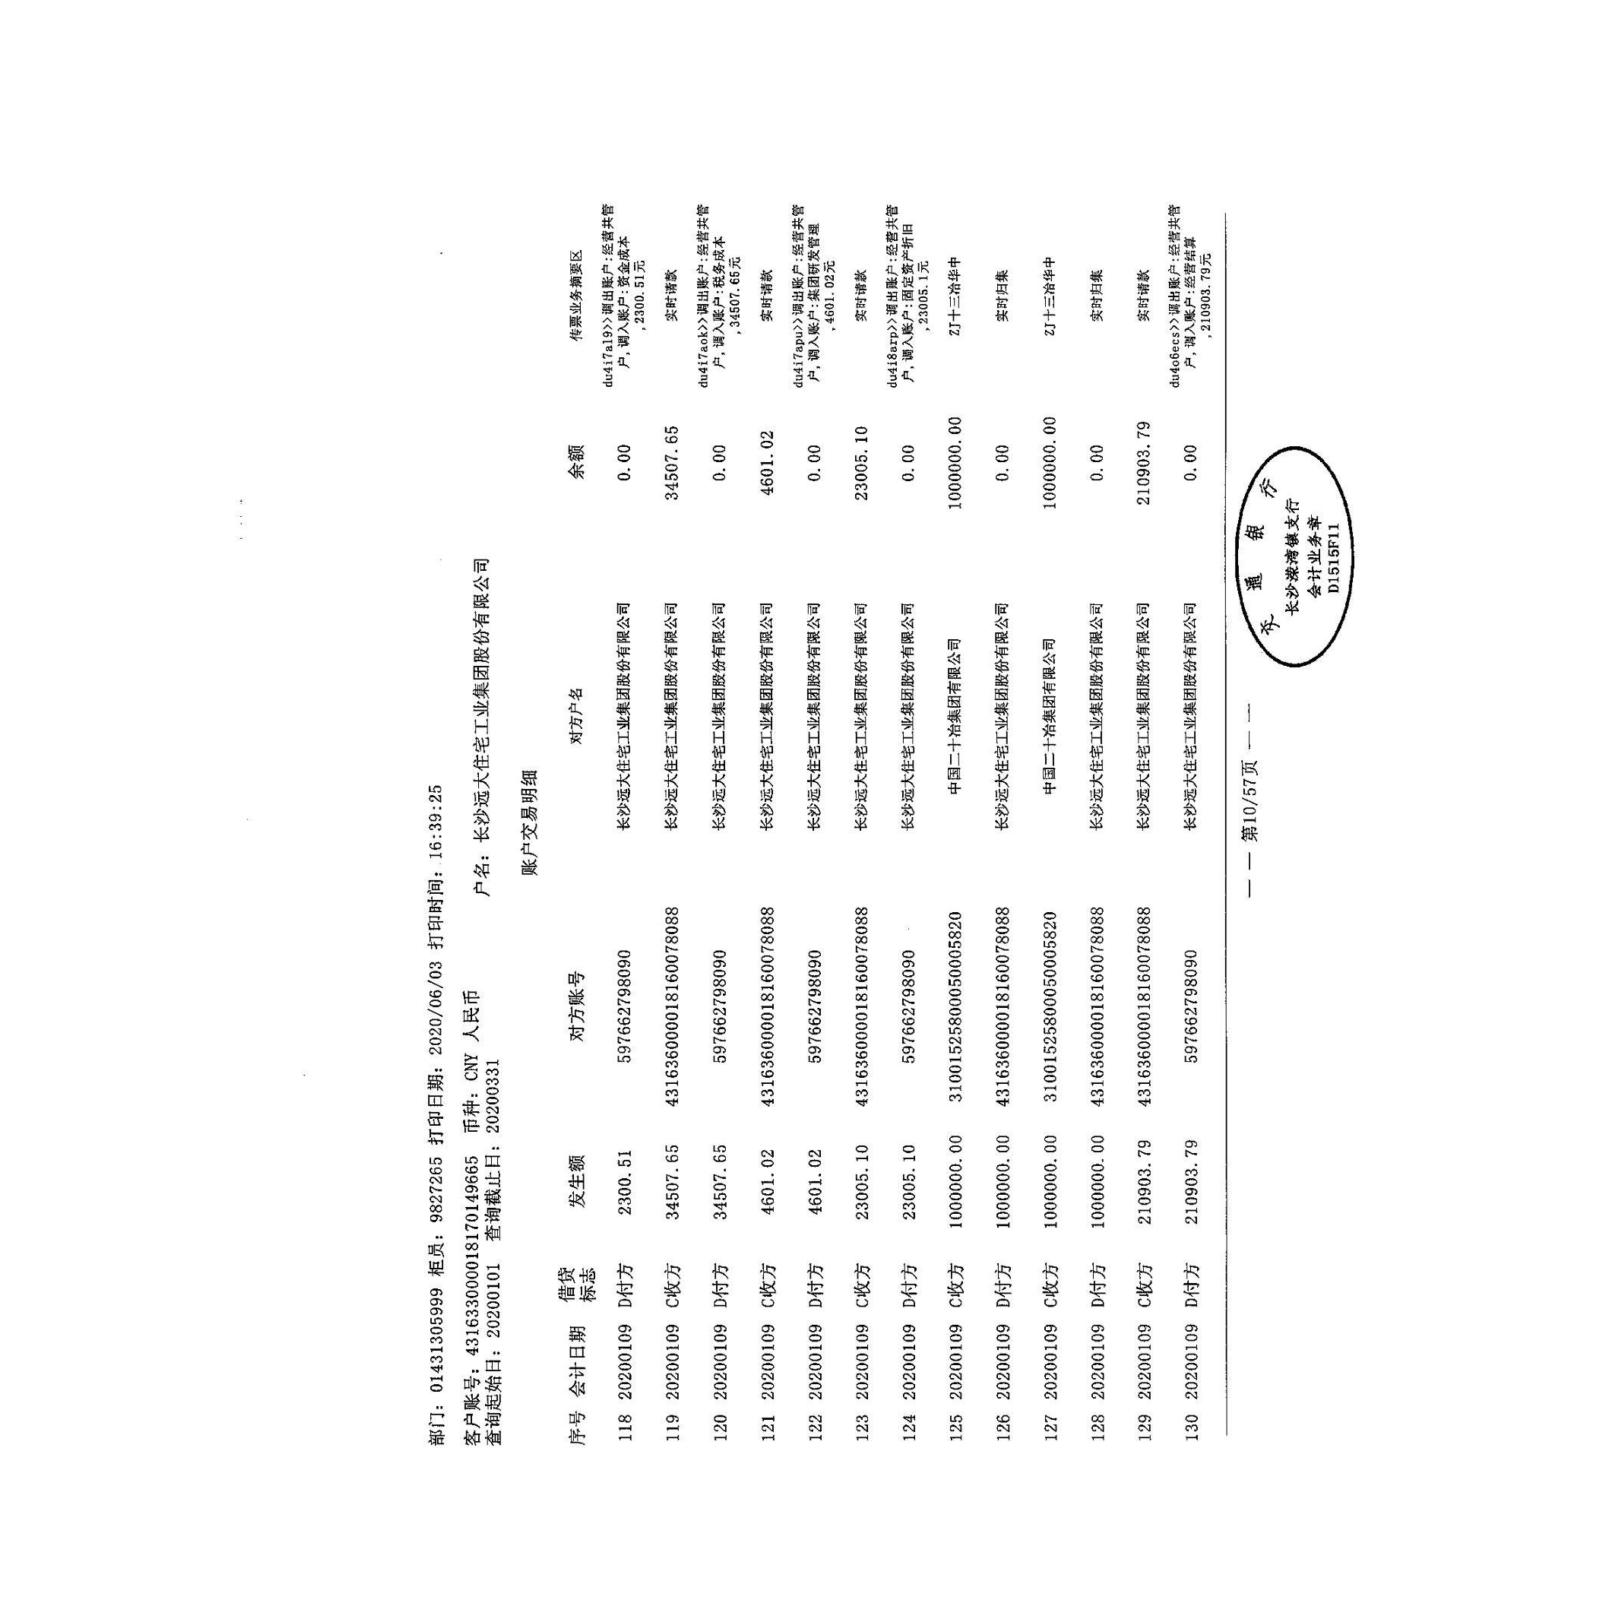 部门: 01431305999 柜员: 9827265 打印日期: 2020/06/03 打印时间: 16:39:25
客户账号: 431633000018170149665 币种: CNY 人民币 户名: 长沙远大住宅工业集团股份有限公司
查询起始日: 20200101 查询截止日: 20200331
账户交易明细
序号 会计日期 借贷标志 发生额 对方账号 对方户名 余额 传票业务摘要区
118 20200109 D付方 2300.51 597662798090 长沙远大住宅工业集团股份有限公司 0.00 du4i7al9>>调出账户:经营共管户,调入账户:资金成本,2300.51元
119 20200109 C收方 34507.65 431636000018160078088 长沙远大住宅工业集团股份有限公司 34507.65 实时请款
120 20200109 D付方 34507.65 597662798090 长沙远大住宅工业集团股份有限公司 0.00 du4i7aok>>调出账户:经营共管户,调入账户:税务成本,34507.65元
121 20200109 C收方 4601.02 431636000018160078088 长沙远大住宅工业集团股份有限公司 4601.02 实时请款
122 20200109 D付方 4601.02 597662798090 长沙远大住宅工业集团股份有限公司 0.00 du4i7apu>>调出账户:经营共管户,调入账户:集团研发管理,4601.02元
123 20200109 C收方 23005.10 431636000018160078088 长沙远大住宅工业集团股份有限公司 23005.10 实时请款
124 20200109 D付方 23005.10 597662798090 长沙远大住宅工业集团股份有限公司 0.00 du4i8arp>>调出账户:经营共管户,调入账户:固定资产折旧,23005.1元
125 20200109 C收方 1000000.00 31001525800050005820 中国二十冶集团有限公司 1000000.00 ZJ十三冶华中
126 20200109 D付方 1000000.00 431636000018160078088 长沙远大住宅工业集团股份有限公司 0.00 实时归集
127 20200109 C收方 1000000.00 31001525800050005820 中国二十冶集团有限公司 1000000.00 ZJ十三冶华中
128 20200109 D付方 1000000.00 431636000018160078088 长沙远大住宅工业集团股份有限公司 0.00 实时归集
129 20200109 C收方 210903.79 431636000018160078088 长沙远大住宅工业集团股份有限公司 210903.79 实时请款
130 20200109 D付方 210903.79 597662798090 长沙远大住宅工业集团股份有限公司 0.00 du4o6ecs>>调出账户:经营共管户,调入账户:经营结算,210903.79元
— — 第10/57页 — —
交通银行
长沙溁湾镇支行
会计业务章
D1515F11